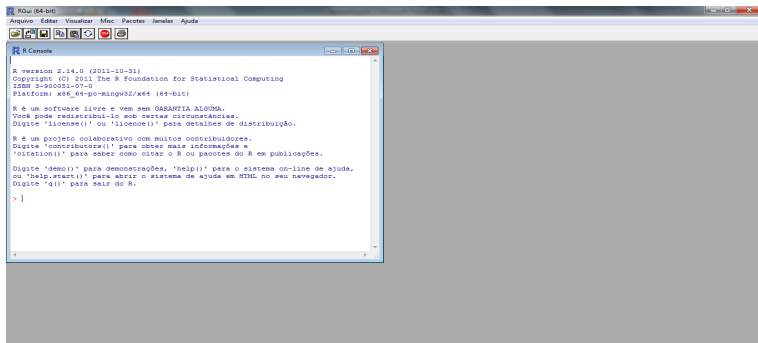 RGui (64-bit)
Arquivo Editar Visualizar Misc Pacotes Janelas Ajuda
R Console
R version 2.14.0 (2011-10-31)
Copyright (C) 2011 The R Foundation for Statistical Computing
ISBN 3-900051-07-0
Platform: x86_64-pc-mingw32/x64 (64-bit)
R é um software livre e vem sem GARANTIA ALGUMA.
Você pode redistribuí-lo sob certas circunstâncias.
Digite 'license()' ou 'licence()' para detalhes de distribuição.
R é um projeto colaborativo com muitos contribuidores.
Digite 'contributors()' para obter mais informações e
'citation()' para saber como citar o R ou pacotes do R em publicações.
Digite 'demo()' para demonstrações, 'help()' para o sistema on-line de ajuda,
ou 'help.start()' para abrir o sistema de ajuda em HTML no seu navegador.
Digite 'q()' para sair do R.
>